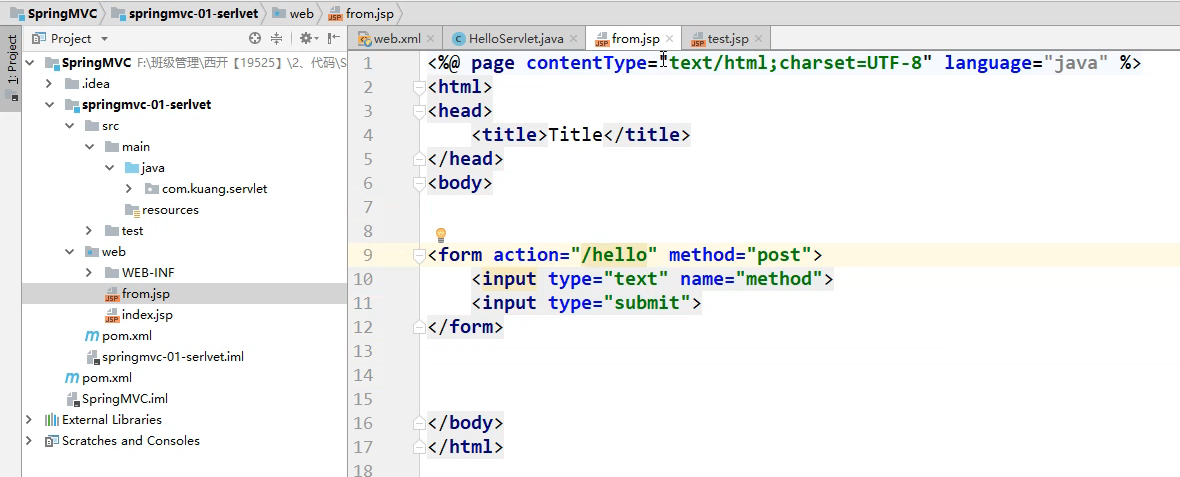 SpringMVC springmvc-01-serlvet web from.jsp
1: Project
Project
SpringMVC F:\班级管理\西开【19525】\2、代码\S
.idea
springmvc-01-serlvet
src
main
java
com.kuang.servlet
resources
test
web
WEB-INF
from.jsp
index.jsp
pom.xml
springmvc-01-serlvet.iml
pom.xml
SpringMVC.iml
External Libraries
Scratches and Consoles
web.xml HelloServlet.java from.jsp test.jsp
1 <%@ page contentType="text/html;charset=UTF-8" language="java" %>
2 <html>
3 <head>
4     <title>Title</title>
5 </head>
6 <body>
7
8
9 <form action="/hello" method="post">
10     <input type="text" name="method">
11     <input type="submit">
12 </form>
13
14
15
16 </body>
17 </html>
18